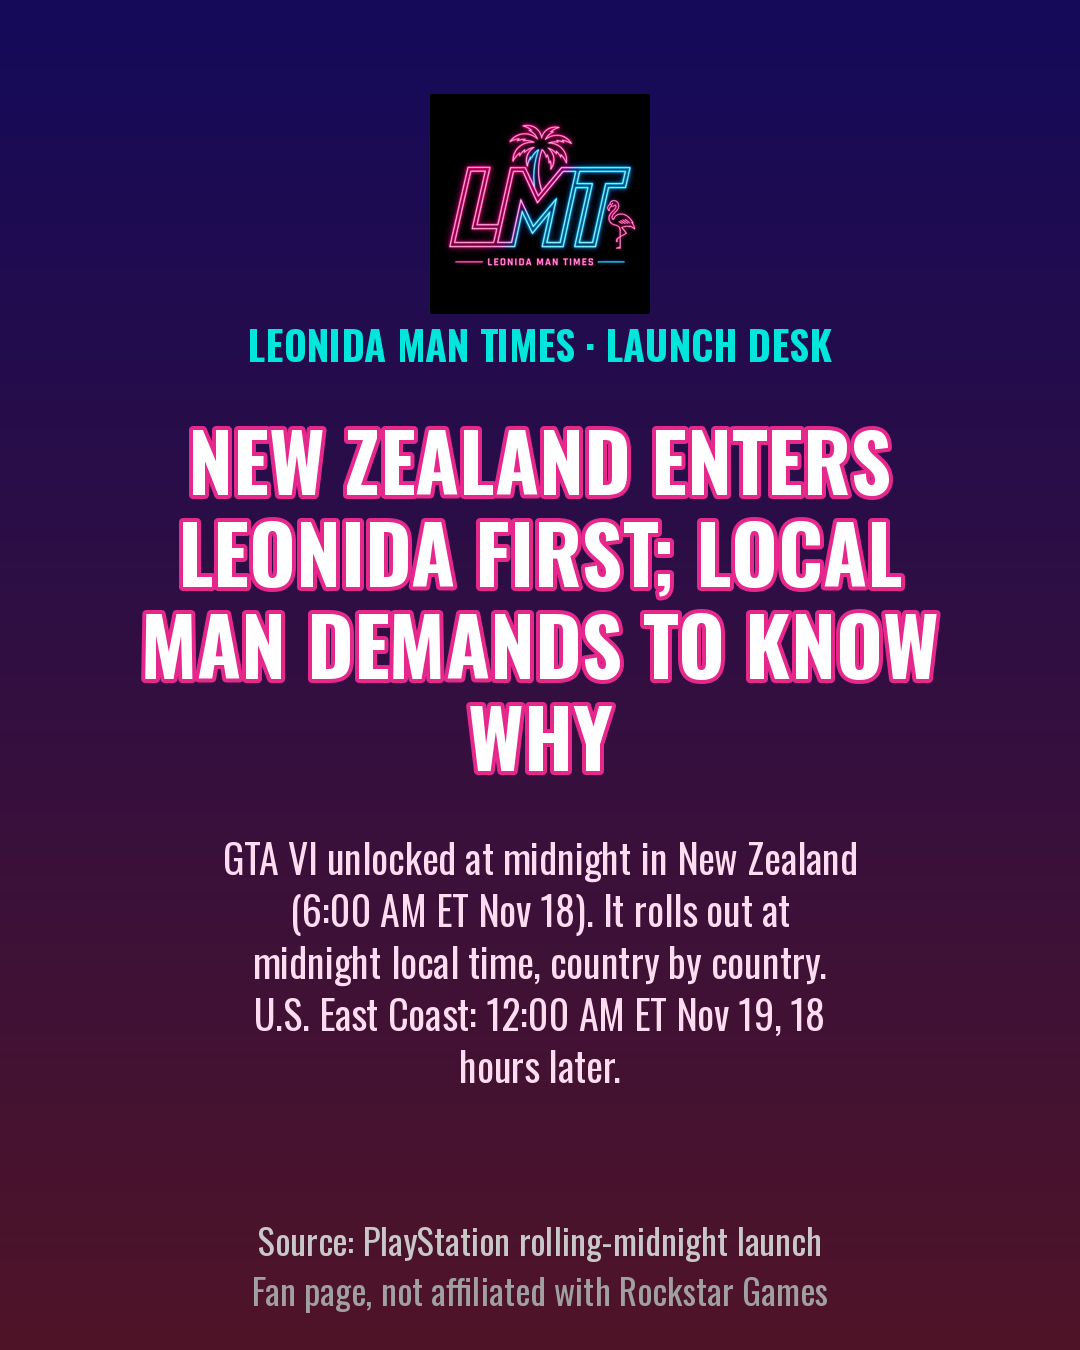 LMT
LEONIDA MAN TIMES
LEONIDA MAN TIMES · LAUNCH DESK
NEW ZEALAND ENTERS
LEONIDA FIRST; LOCAL
MAN DEMANDS TO KNOW
WHY
GTA VI unlocked at midnight in New Zealand
(6:00 AM ET Nov 18). It rolls out at
midnight local time, country by country.
U.S. East Coast: 12:00 AM ET Nov 19, 18
hours later.
Source: PlayStation rolling-midnight launch
Fan page, not affiliated with Rockstar Games